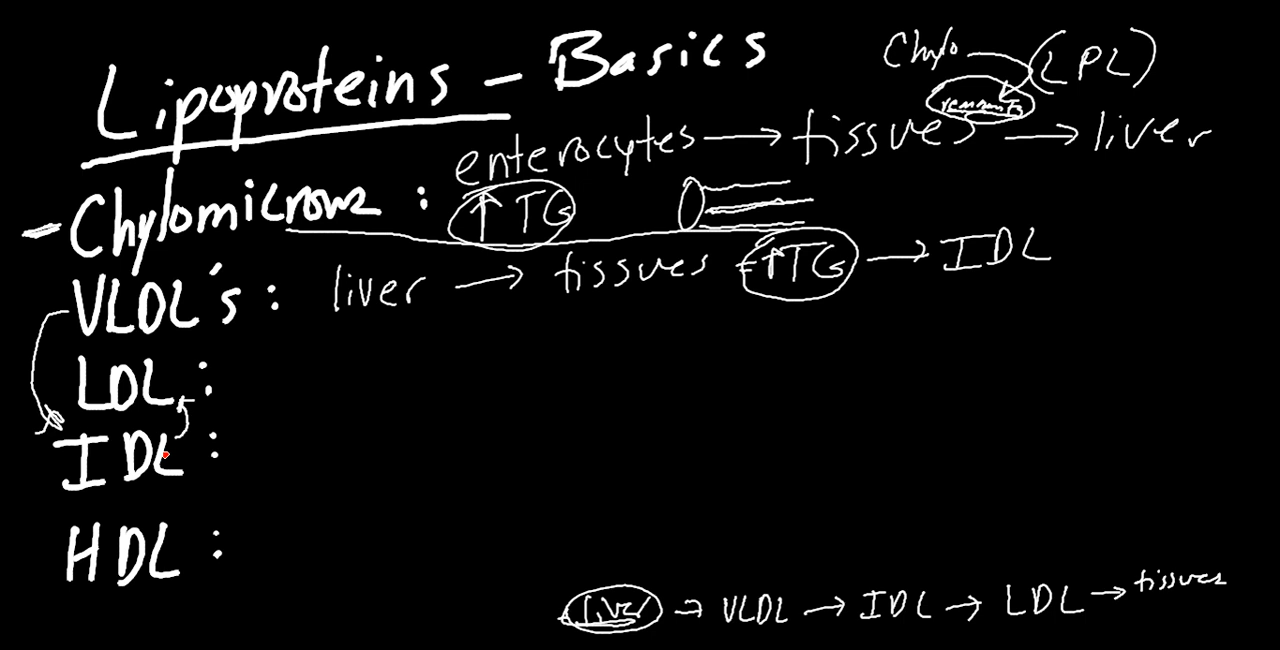 Lipoproteins - Basics
Chylo (LPL)
remnants
enterocytes → tissues → liver
- Chylomicrons : ↑ TG
VLDL's : liver → tissues ↑TG → IDL
LDL :
IDL :
HDL :
liver → VLDL → IDL → LDL → tissues